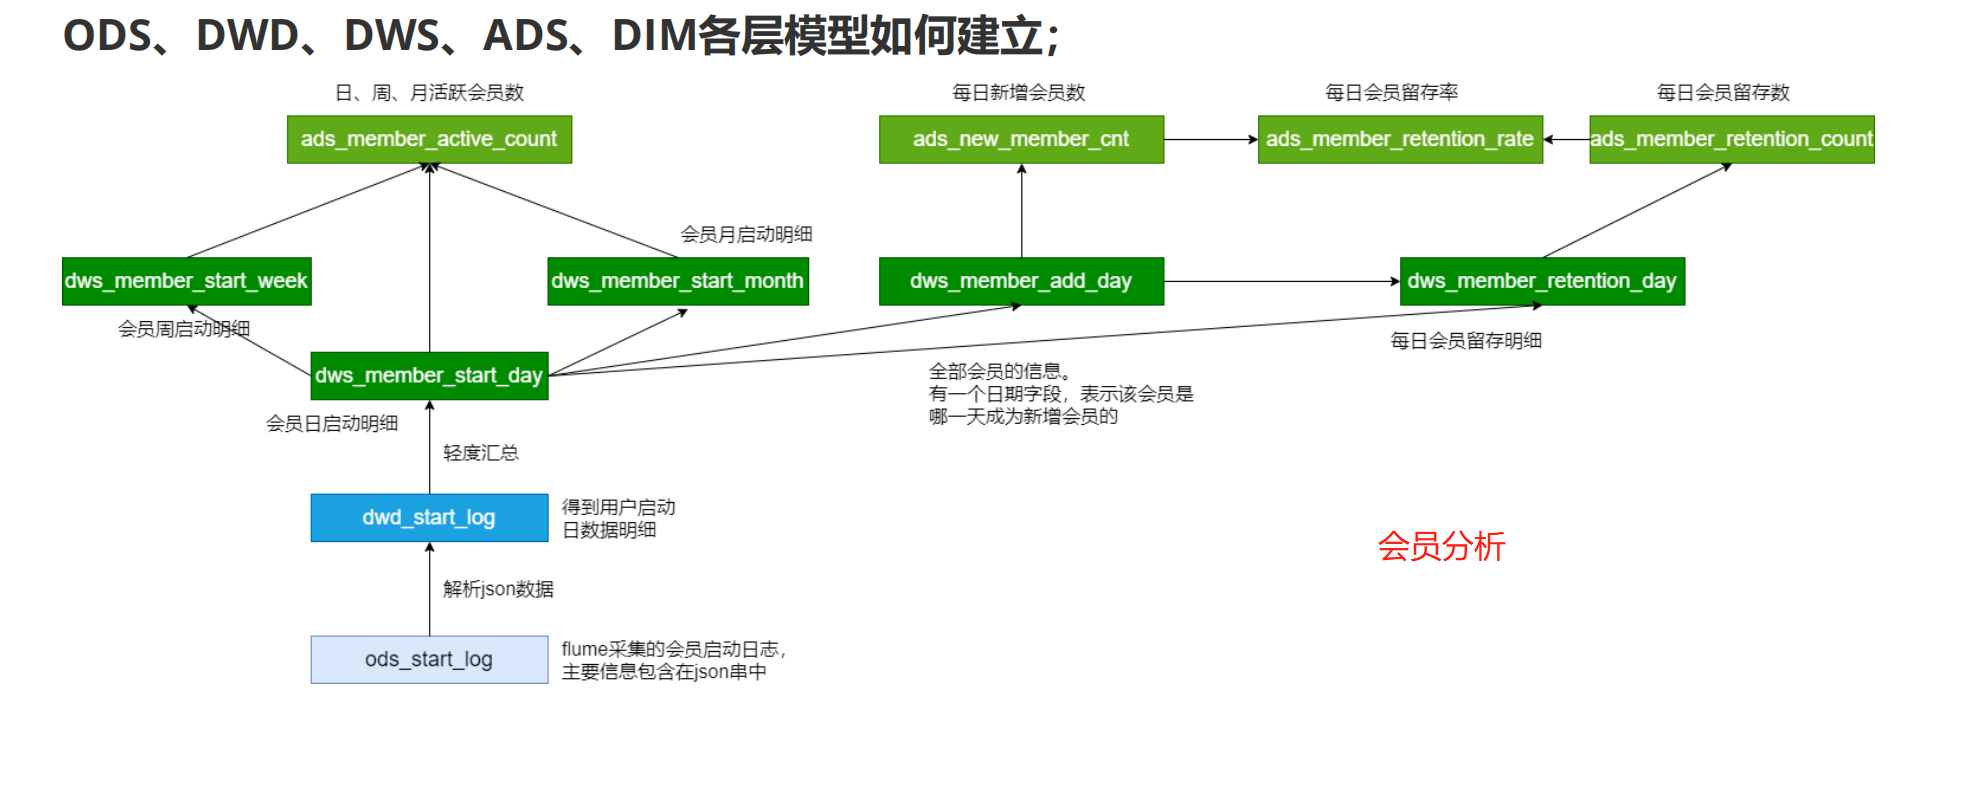 ODS、DWD、DWS、ADS、DIM各层模型如何建立；
日、周、月活跃会员数
每日新增会员数
每日会员留存率
每日会员留存数
ads_member_active_count
ads_new_member_cnt
ads_member_retention_rate
ads_member_retention_count
会员月启动明细
dws_member_start_week
dws_member_start_month
dws_member_add_day
dws_member_retention_day
会员周启动明细
每日会员留存明细
dws_member_start_day
全部会员的信息。
有一个日期字段，表示该会员是
哪一天成为新增会员的
会员日启动明细
轻度汇总
dwd_start_log
得到用户启动
日数据明细
会员分析
解析json数据
ods_start_log
flume采集的会员启动日志，
主要信息包含在json串中